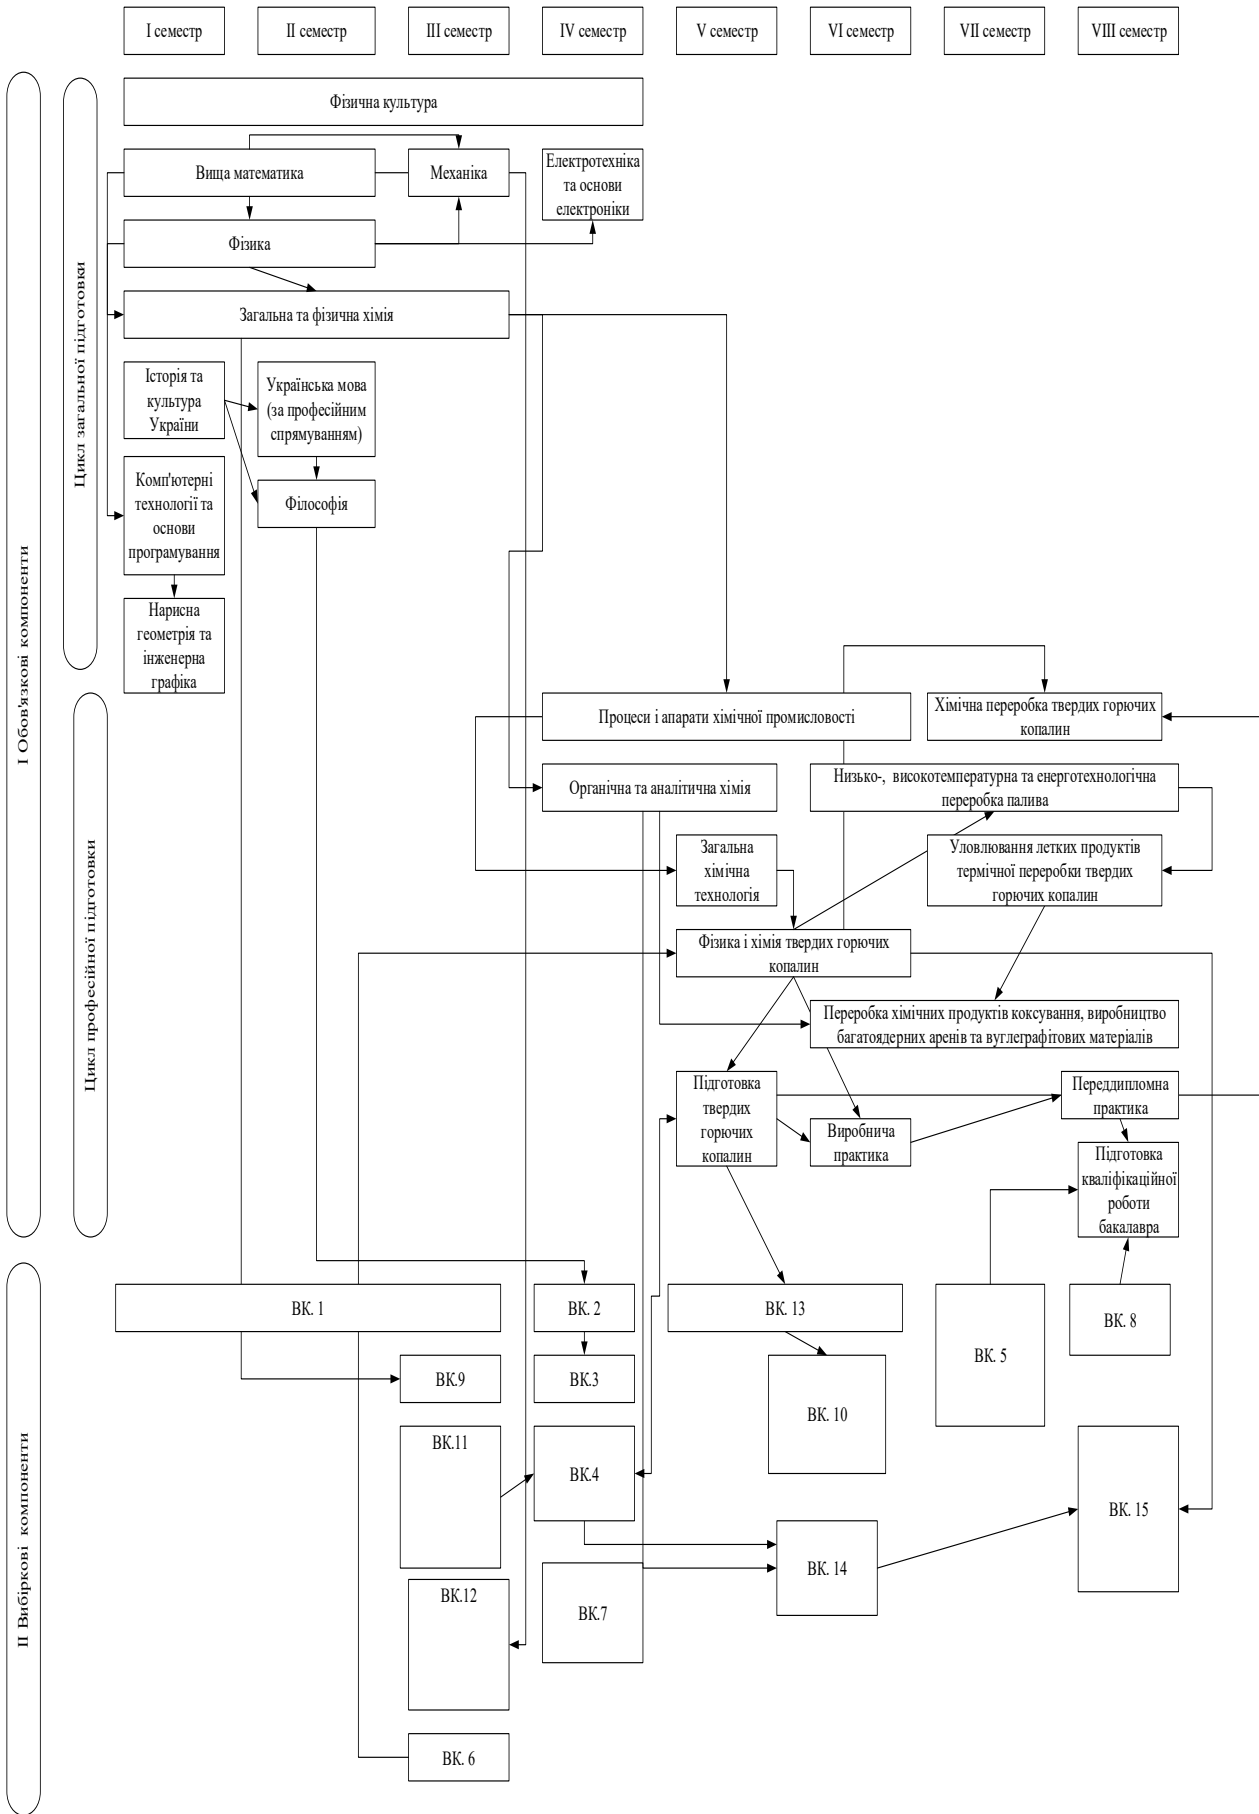 I семестр
II семестр
III семестр
IV семестр
V семестр
VI семестр
VII семестр
VIII семестр
I Обов'язкові компоненти
Цикл загальної підготовки
Фізична культура
Вища математика
Механіка
Електротехніка
та основи
електроніки
Фізика
Загальна та фізична хімія
Історія та
культура
України
Українська мова
(за професійним
спрямуванням)
Комп'ютерні
технології та
основи
програмування
Філософія
Нарисна
геометрія та
інженерна
графіка
Цикл професійної підготовки
Процеси і апарати хімічної промисловості
Хімічна переробка твердих горючих
копалин
Органічна та аналітична хімія
Низько-, високотемпературна та енерготехнологічна
переробка палива
Загальна
хімічна
технологія
Уловлювання летких продуктів
термічної переробки твердих
горючих копалин
Фізика і хімія твердих горючих
копалин
Переробка хімічних продуктів коксування, виробництво
багатоядерних аренів та вуглеграфітових матеріалів
Підготовка
твердих
горючих
копалин
Виробнича
практика
Переддипломна
практика
Підготовка
кваліфікаційної
роботи
бакалавра
II Вибіркові компоненти
ВК. 1
ВК. 2
ВК. 13
ВК. 5
ВК. 8
ВК.9
ВК.3
ВК. 10
ВК.11
ВК.4
ВК. 15
ВК. 14
ВК.12
ВК.7
ВК. 6